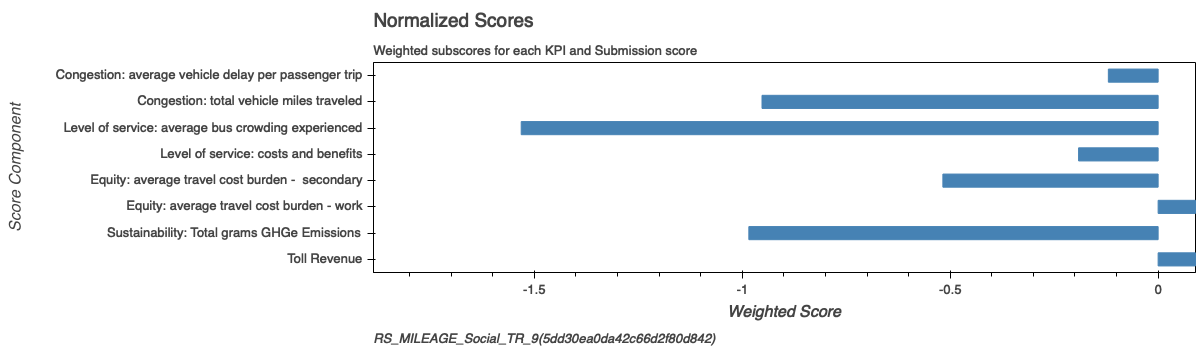 Normalized Scores
Weighted subscores for each KPI and Submission score
Score Component
Congestion: average vehicle delay per passenger trip
Congestion: total vehicle miles traveled
Level of service: average bus crowding experienced
Level of service: costs and benefits
Equity: average travel cost burden -  secondary
Equity: average travel cost burden - work
Sustainability: Total grams GHGe Emissions
Toll Revenue
-1.5 -1 -0.5 0
Weighted Score
RS_MILEAGE_Social_TR_9(5dd30ea0da42c66d2f80d842)